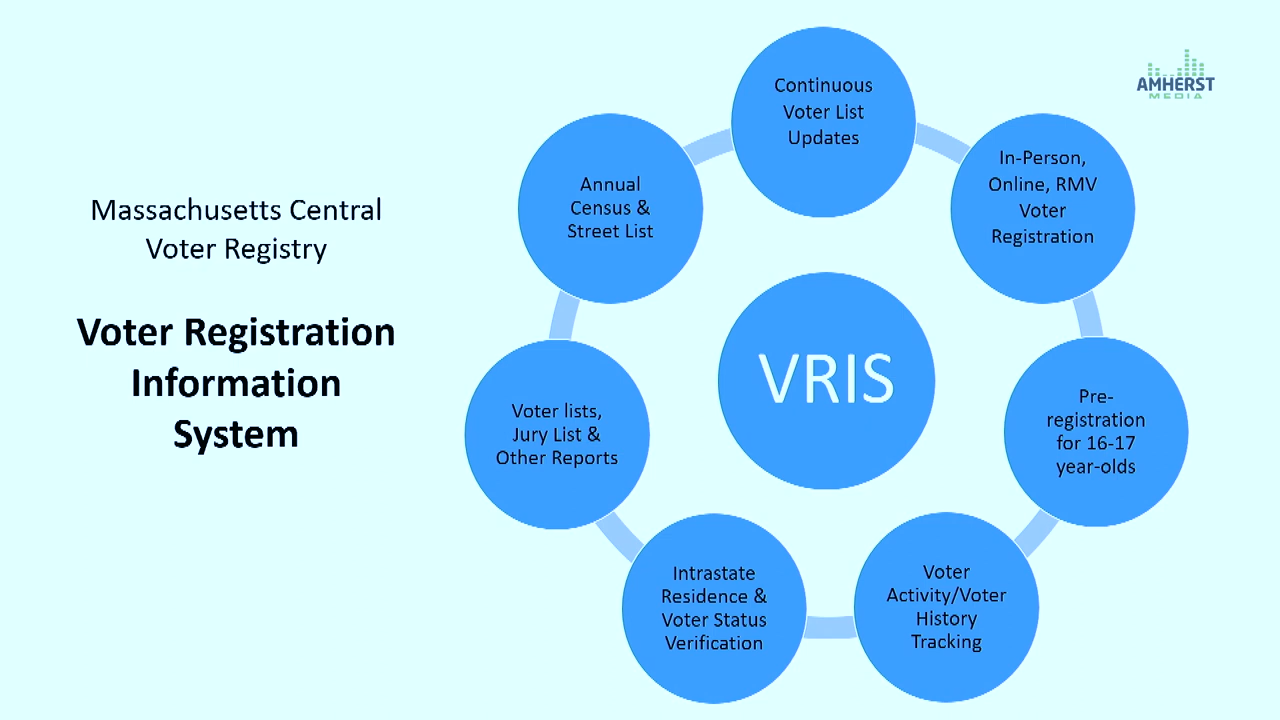 Massachusetts Central
Voter Registry
Voter Registration
Information
System
Continuous
Voter List
Updates
In-Person,
Online, RMV
Voter
Registration
Pre-
registration
for 16-17
year-olds
Voter
Activity/Voter
History
Tracking
Intrastate
Residence &
Voter Status
Verification
Voter lists,
Jury List &
Other Reports
Annual
Census &
Street List
VRIS
AMHERST
MEDIA